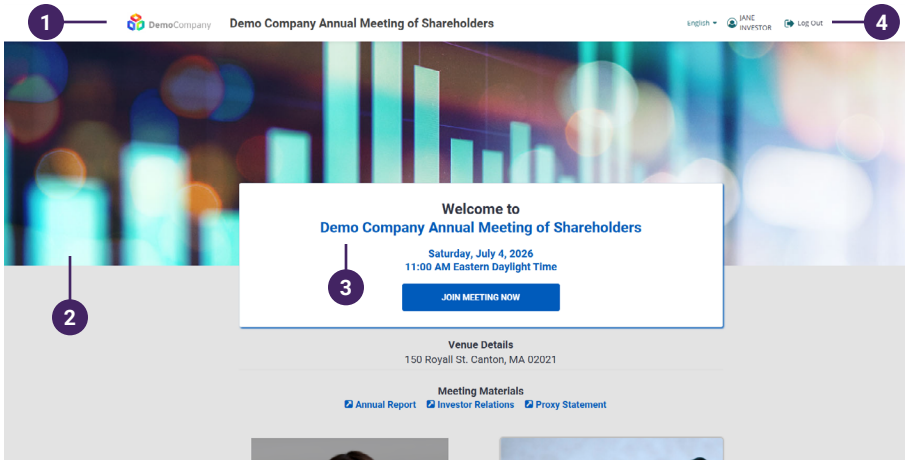 1
DemoCompany
Demo Company Annual Meeting of Shareholders
English
JANE
INVESTOR
Log Out
4
Welcome to
Demo Company Annual Meeting of Shareholders
Saturday, July 4, 2026
11:00 AM Eastern Daylight Time
3
JOIN MEETING NOW
2
Venue Details
150 Royall St. Canton, MA 02021
Meeting Materials
Annual Report Investor Relations Proxy Statement